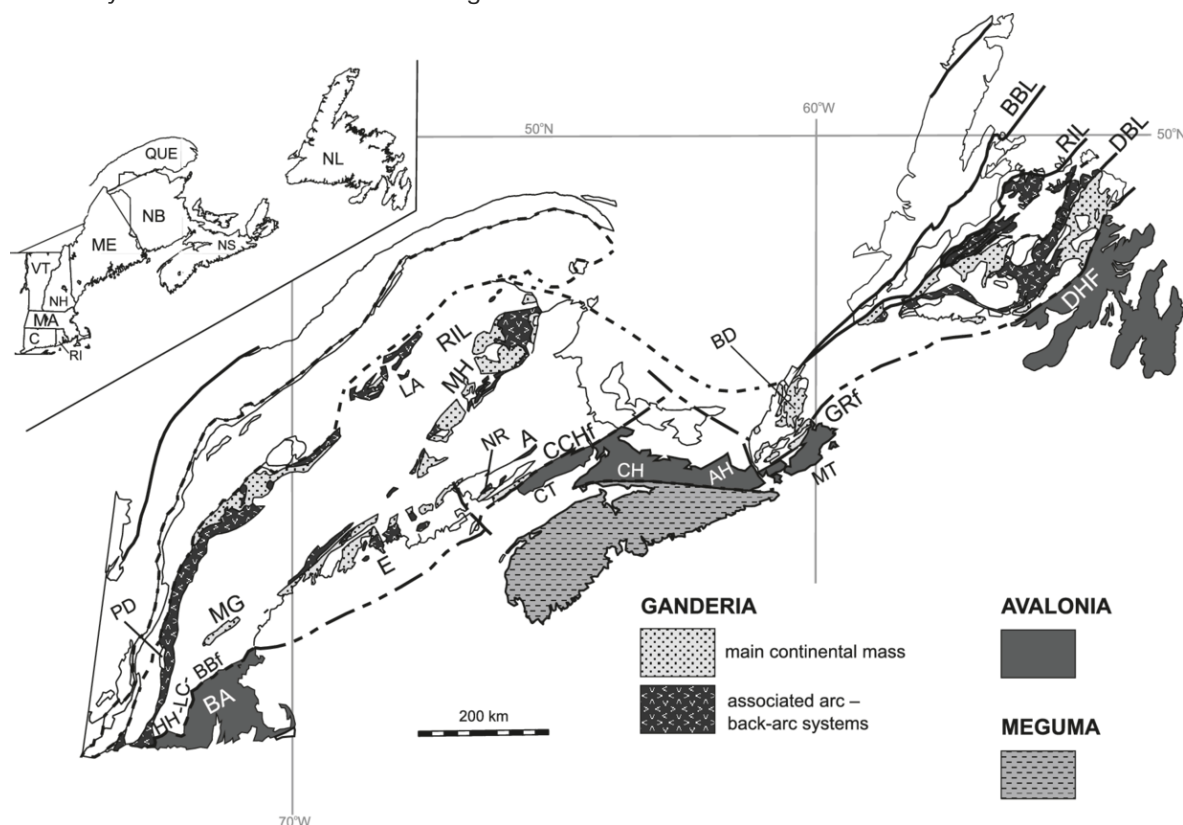 50°N
60°W
50°N
BBL
RIL
DBL
QUE
NL
NB
ME
NS
VT
NH
MA
C
RI
DHF
RIL
MH
LA
BD
GRf
NR
A
CCHf
CH
AH
CT
MT
E
PD
MG
BBf
HH-LC
BA
200 km
70°W
GANDERIA
main continental mass
associated arc –
back-arc systems
AVALONIA
MEGUMA